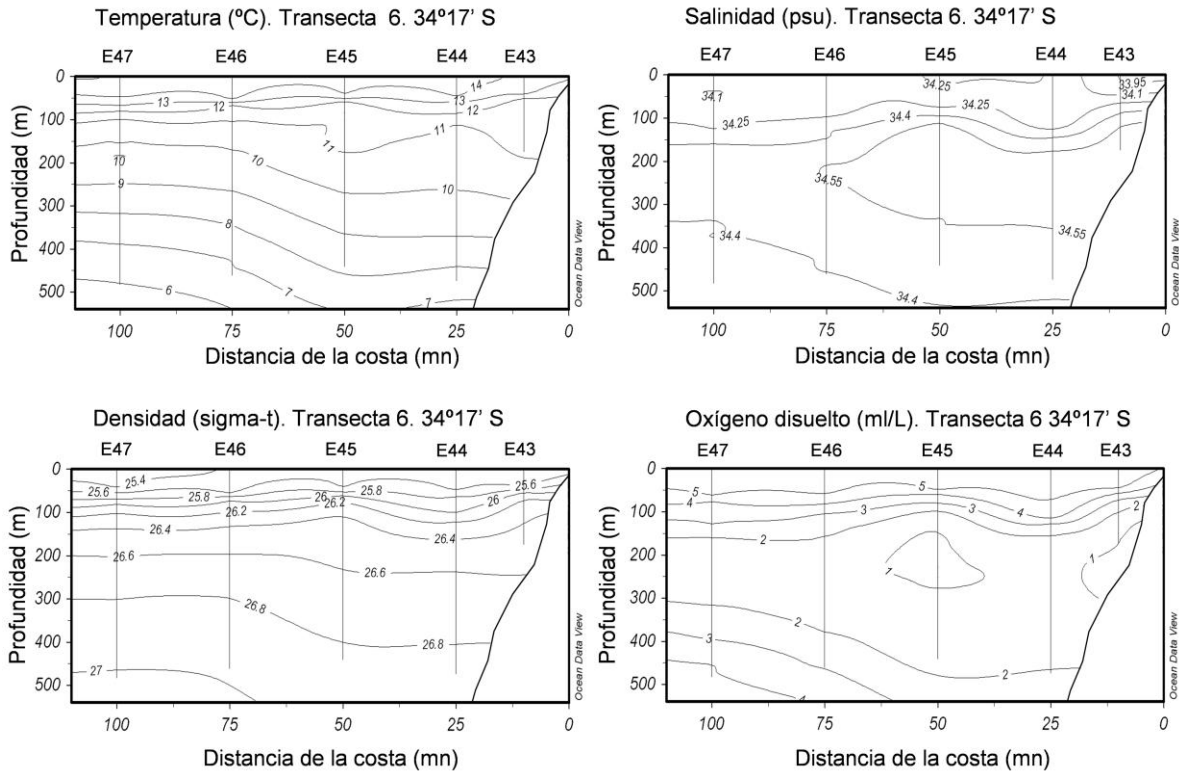 Temperatura (ºC). Transecta 6. 34º17' S
E47 E46 E45 E44 E43
0
100
200
300
400
500
Profundidad (m)
14
13 13
12 12
11 11
10 10 10
9
8
7 7
6
Ocean Data View
100 75 50 25 0
Distancia de la costa (mn)
Salinidad (psu). Transecta 6. 34º17' S
E47 E46 E45 E44 E43
0
100
200
300
400
500
Profundidad (m)
34.25 33.95
34.1 34.1
34.25 34.25
34.4
34.55
34.55
34.4
34.4
Ocean Data View
100 75 50 25 0
Distancia de la costa (mn)
Densidad (sigma-t). Transecta 6. 34º17' S
E47 E46 E45 E44 E43
0
100
200
300
400
500
Profundidad (m)
25.4
25.6 25.8 26 25.8 25.6
26.2 26.2 26
26.4 26.4
26.6 26.6
26.8 26.8
27
Ocean Data View
100 75 50 25 0
Distancia de la costa (mn)
Oxígeno disuelto (ml/L). Transecta 6 34º17' S
E47 E46 E45 E44 E43
0
100
200
300
400
500
Profundidad (m)
5 5
4 4
3 3 2
2
1 1
2
3 2
4
Ocean Data View
100 75 50 25 0
Distancia de la costa (mn)